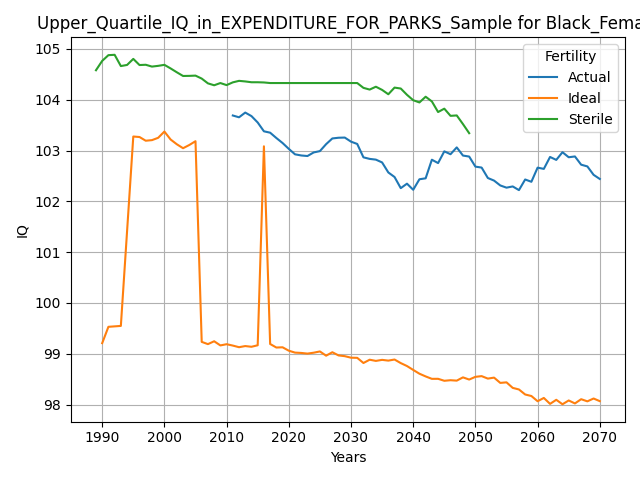 Upper_Quartile_IQ_in_EXPENDITURE_FOR_PARKS_Sample for Black_Fema
Fertility
Actual
Ideal
Sterile
IQ
105
104
103
102
101
100
99
98
1990 2000 2010 2020 2030 2040 2050 2060 2070
Years